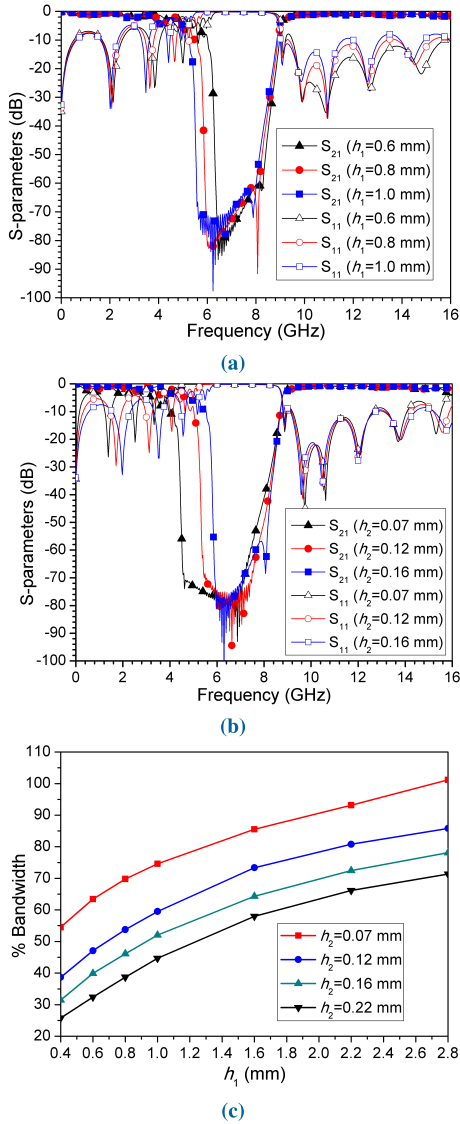 0
-10
-20
-30
-40
-50
-60
-70
-80
-90
-100
S-parameters (dB)
S21 (h1=0.6 mm)
S21 (h1=0.8 mm)
S21 (h1=1.0 mm)
S11 (h1=0.6 mm)
S11 (h1=0.8 mm)
S11 (h1=1.0 mm)
0 2 4 6 8 10 12 14 16
Frequency (GHz)
(a)
0
-10
-20
-30
-40
-50
-60
-70
-80
-90
-100
S-parameters (dB)
S21 (h2=0.07 mm)
S21 (h2=0.12 mm)
S21 (h2=0.16 mm)
S11 (h2=0.07 mm)
S11 (h2=0.12 mm)
S11 (h2=0.16 mm)
0 2 4 6 8 10 12 14 16
Frequency (GHz)
(b)
110
100
90
80
70
60
50
40
30
20
% Bandwidth
h2=0.07 mm
h2=0.12 mm
h2=0.16 mm
h2=0.22 mm
0.4 0.6 0.8 1.0 1.2 1.4 1.6 1.8 2.0 2.2 2.4 2.6 2.8
h1 (mm)
(c)